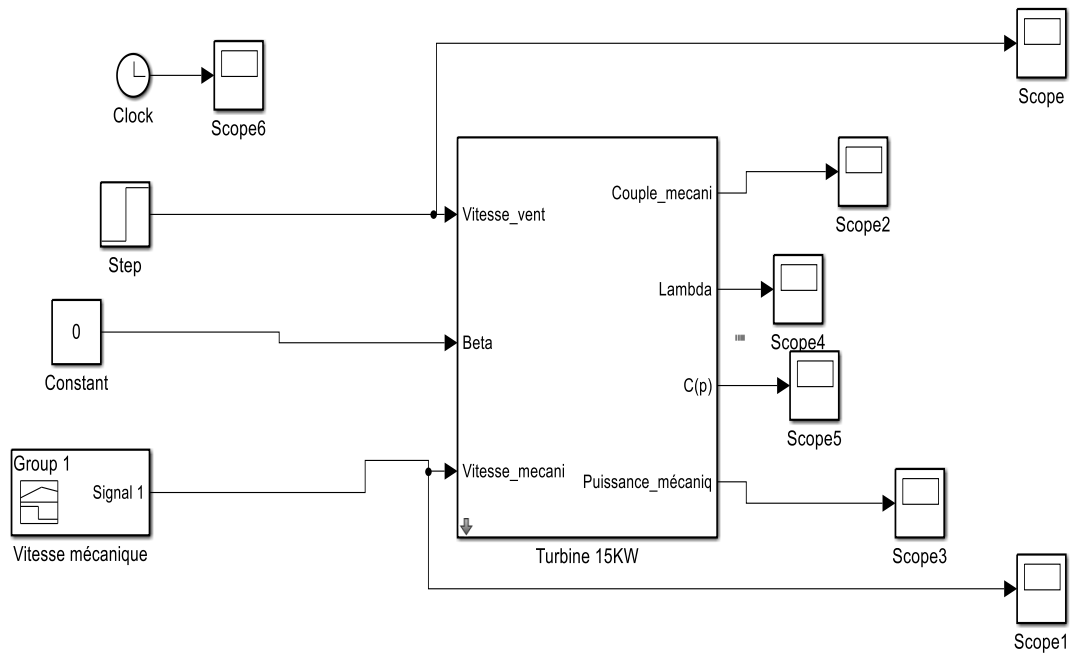 Scope
Clock
Scope6
Couple_mecani
Scope2
Vitesse_vent
Step
Lambda
Scope4
0
Beta
Constant
C(p)
Scope5
Group 1
Signal 1
Vitesse mécanique
Vitesse_mecani
Puissance_mécaniq
Scope3
Turbine 15KW
Scope1